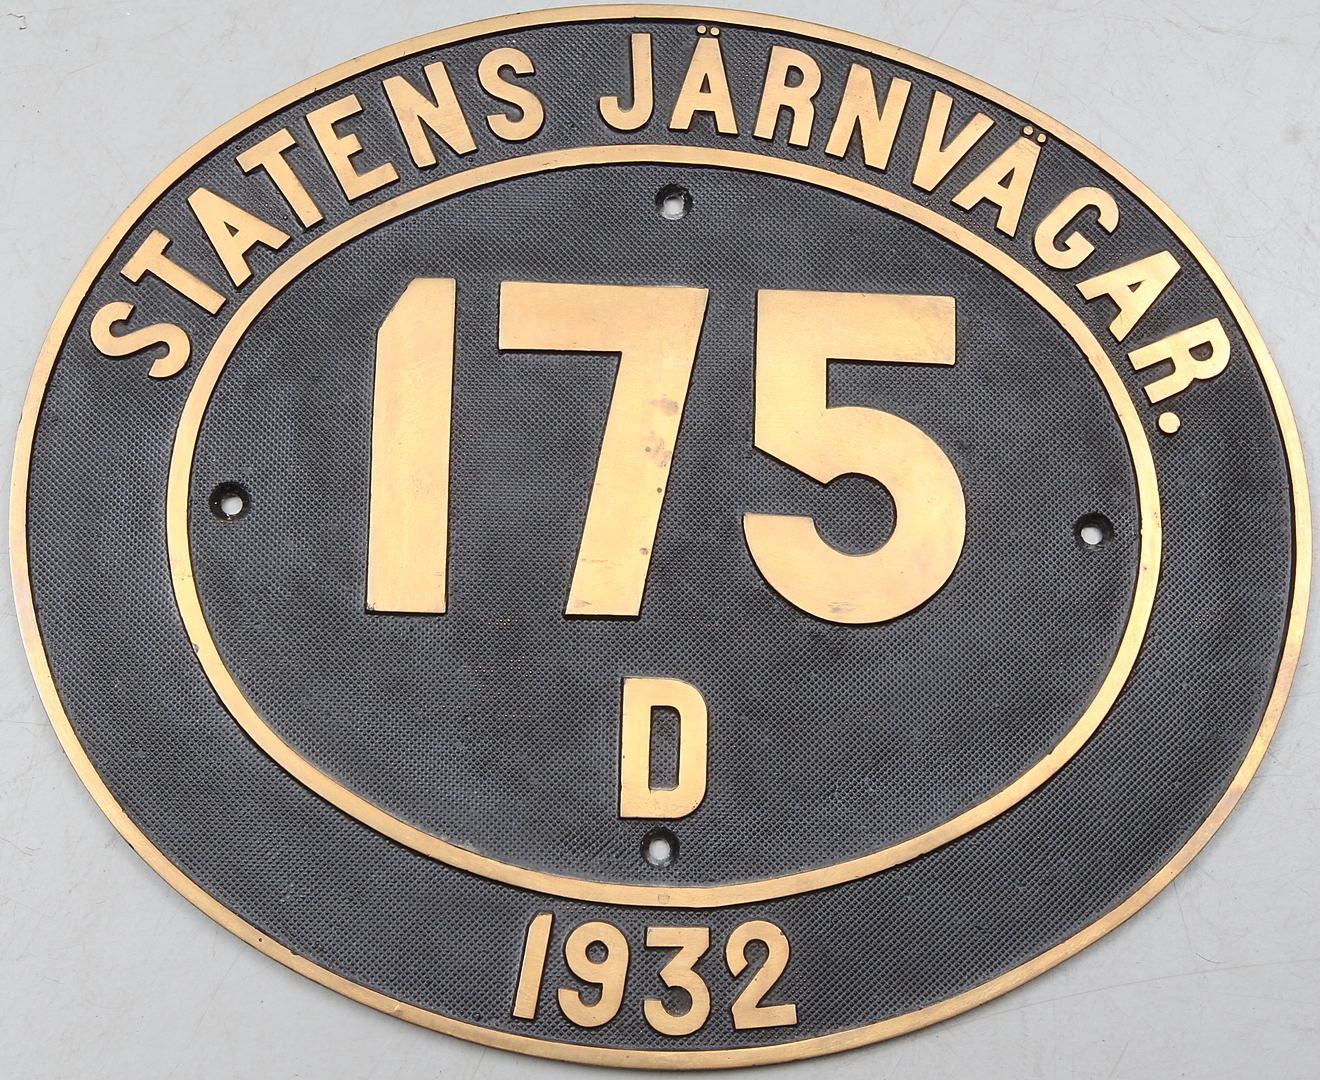 STATENS JÄRNVÄGAR.
175
D
1932